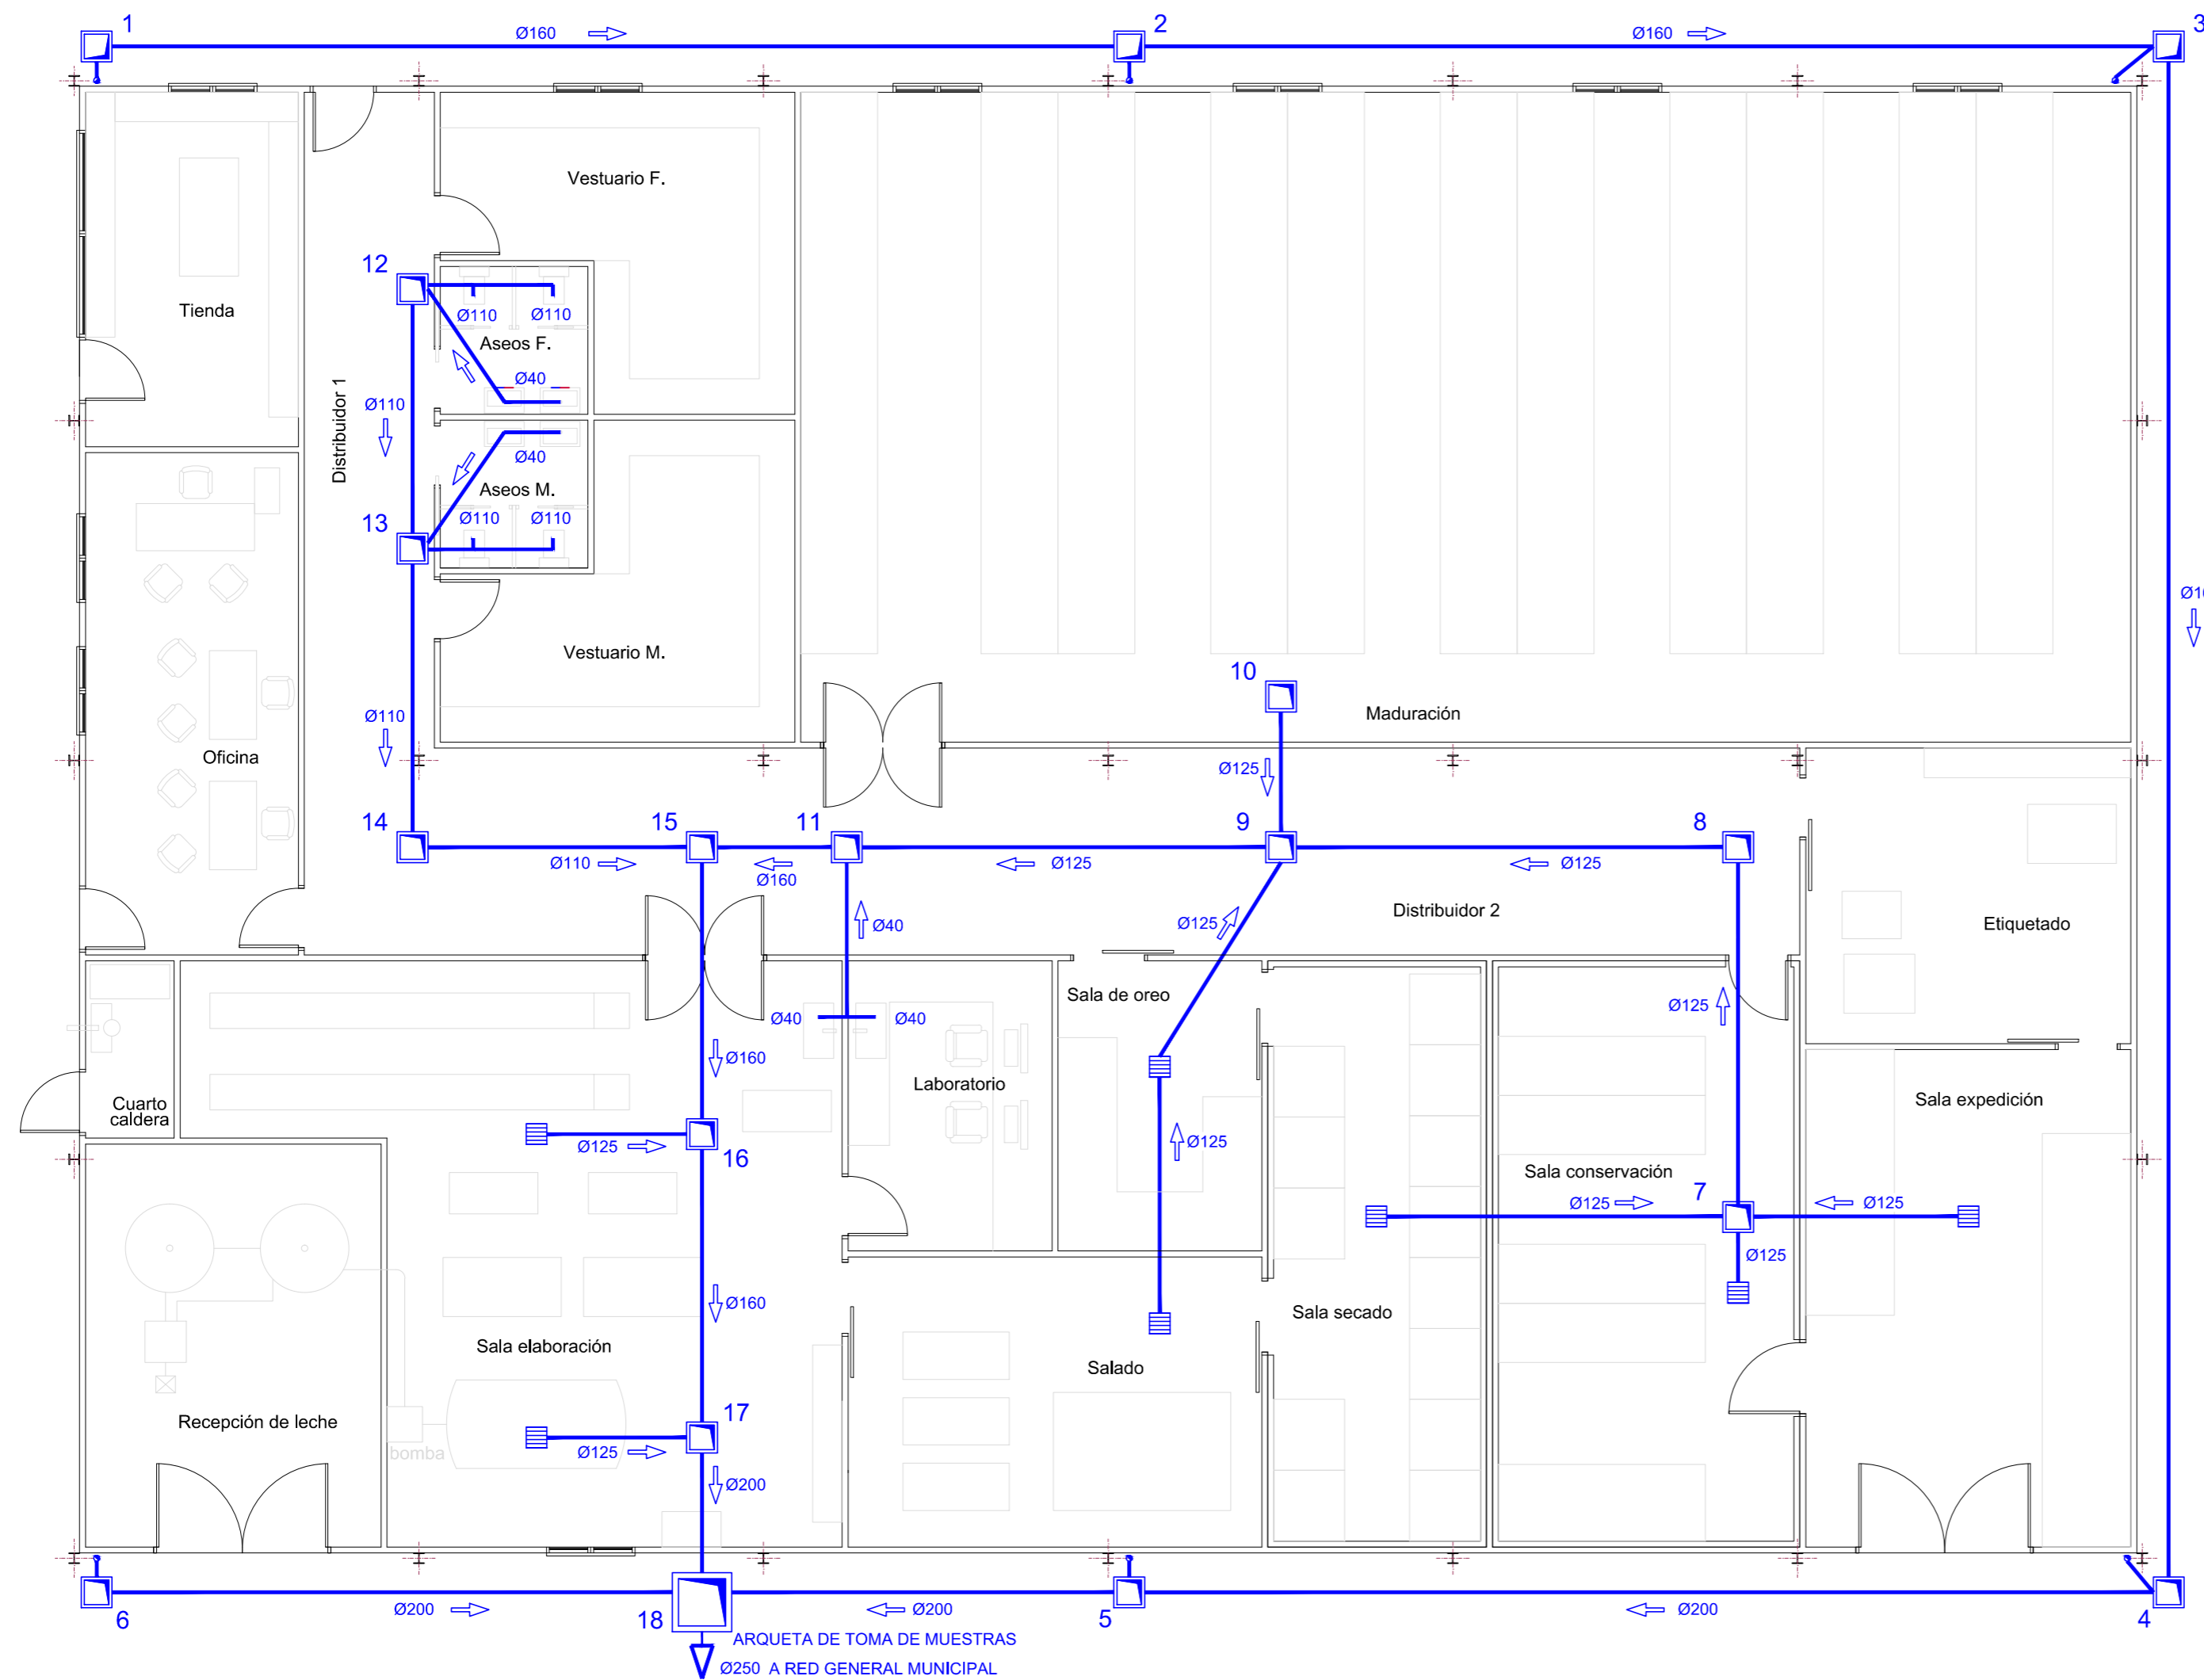 1
Ø160
2
Ø160
3
Vestuario F.
12
Tienda
Ø110
Ø110
Aseos F.
Ø40
Distribuidor 1
Ø110
Ø40
Aseos M.
13
Ø110
Ø110
Vestuario M.
10
Maduración
Ø110
Oficina
Ø125
14
15
11
9
8
Ø110
Ø160
Ø125
Ø125
Distribuidor 2
Ø40
Ø125
Etiquetado
Sala de oreo
Ø125
Ø40
Ø40
Ø160
Laboratorio
Cuarto
caldera
Sala expedición
Ø125
16
Ø125
Sala conservación
7
Ø125
Ø125
Ø125
Ø160
Sala secado
Sala elaboración
Salado
17
Recepción de leche
bomba
Ø125
Ø200
6
Ø200
18
Ø200
5
Ø200
4
ARQUETA DE TOMA DE MUESTRAS
Ø250 A RED GENERAL MUNICIPAL